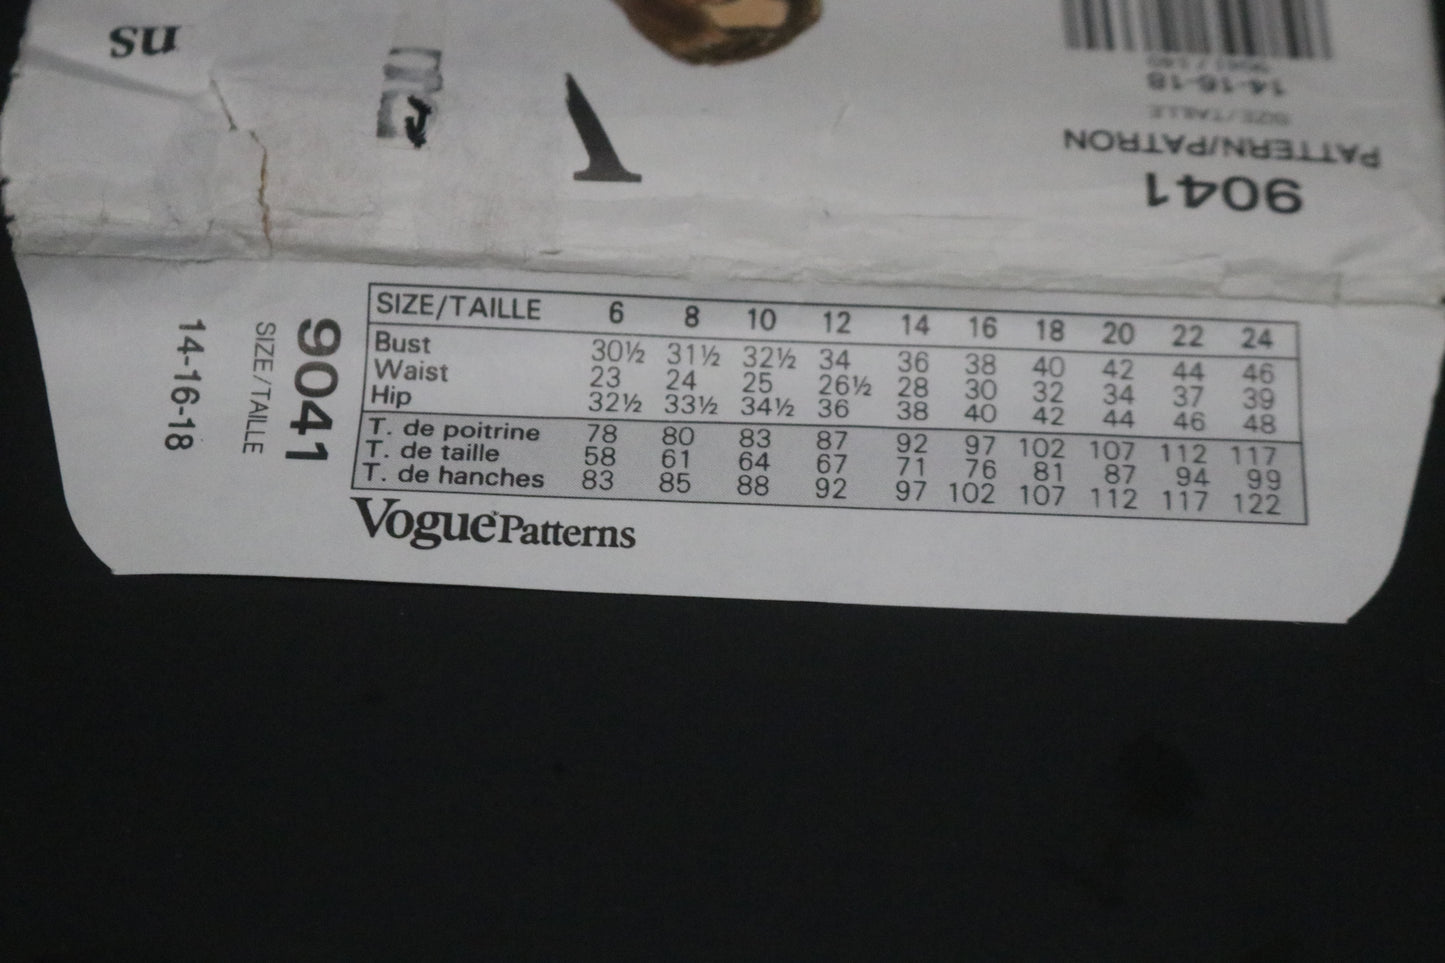 ns
14-16-18
SIZE/TAILLE
PATTERN/PATRON
9041
14-16-18
SIZE/TAILLE
9041
SIZE/TAILLE 6 8 10 12 14 16 18 20 22 24
Bust 30½ 31½ 32½ 34 36 38 40 42 44 46
Waist 23 24 25 26½ 28 30 32 34 37 39
Hip 32½ 33½ 34½ 36 38 40 42 44 46 48
T. de poitrine 78 80 83 87 92 97 102 107 112 117
T. de taille 58 61 64 67 71 76 81 87 94 99
T. de hanches 83 85 88 92 97 102 107 112 117 122
Vogue Patterns